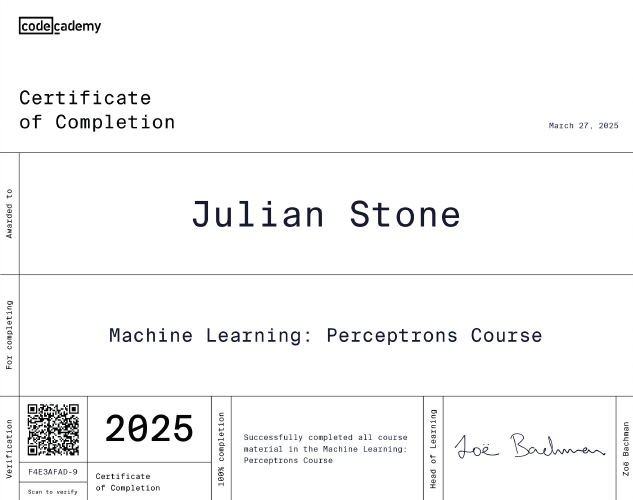 codecademy
Certificate
of Completion
March 27, 2025
Awarded to
Julian Stone
For completing
Machine Learning: Perceptrons Course
Verification
F4E3AFAD-9
Scan to verify
2025
Certificate
of Completion
100% completion
Successfully completed all course
material in the Machine Learning:
Perceptrons Course
Head of Learning
Zoë Bachman
Zoë Bachman